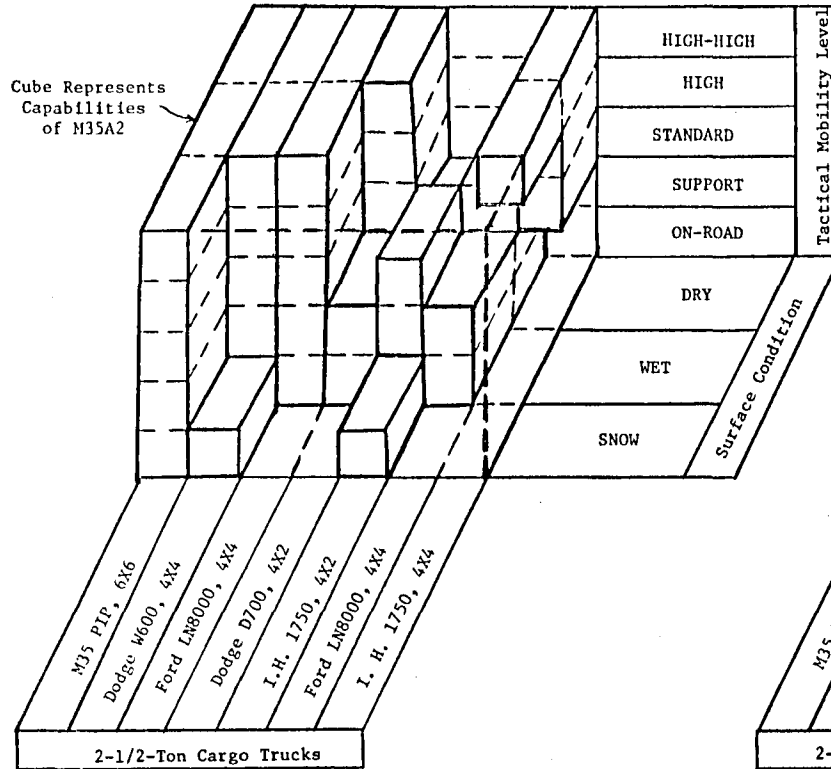 Cube Represents
Capabilities
of M35A2
HIGH-HIGH
HIGH
STANDARD
SUPPORT
ON-ROAD
Tactical Mobility Level
DRY
WET
SNOW
Surface Condition
M35 PIP, 6X6
Dodge W600, 4X4
Ford LN8000, 4X4
Dodge D700, 4X2
I.H. 1750, 4X2
Ford LN8000, 4X4
I. H. 1750, 4X4
2-1/2-Ton Cargo Trucks
M35
2-